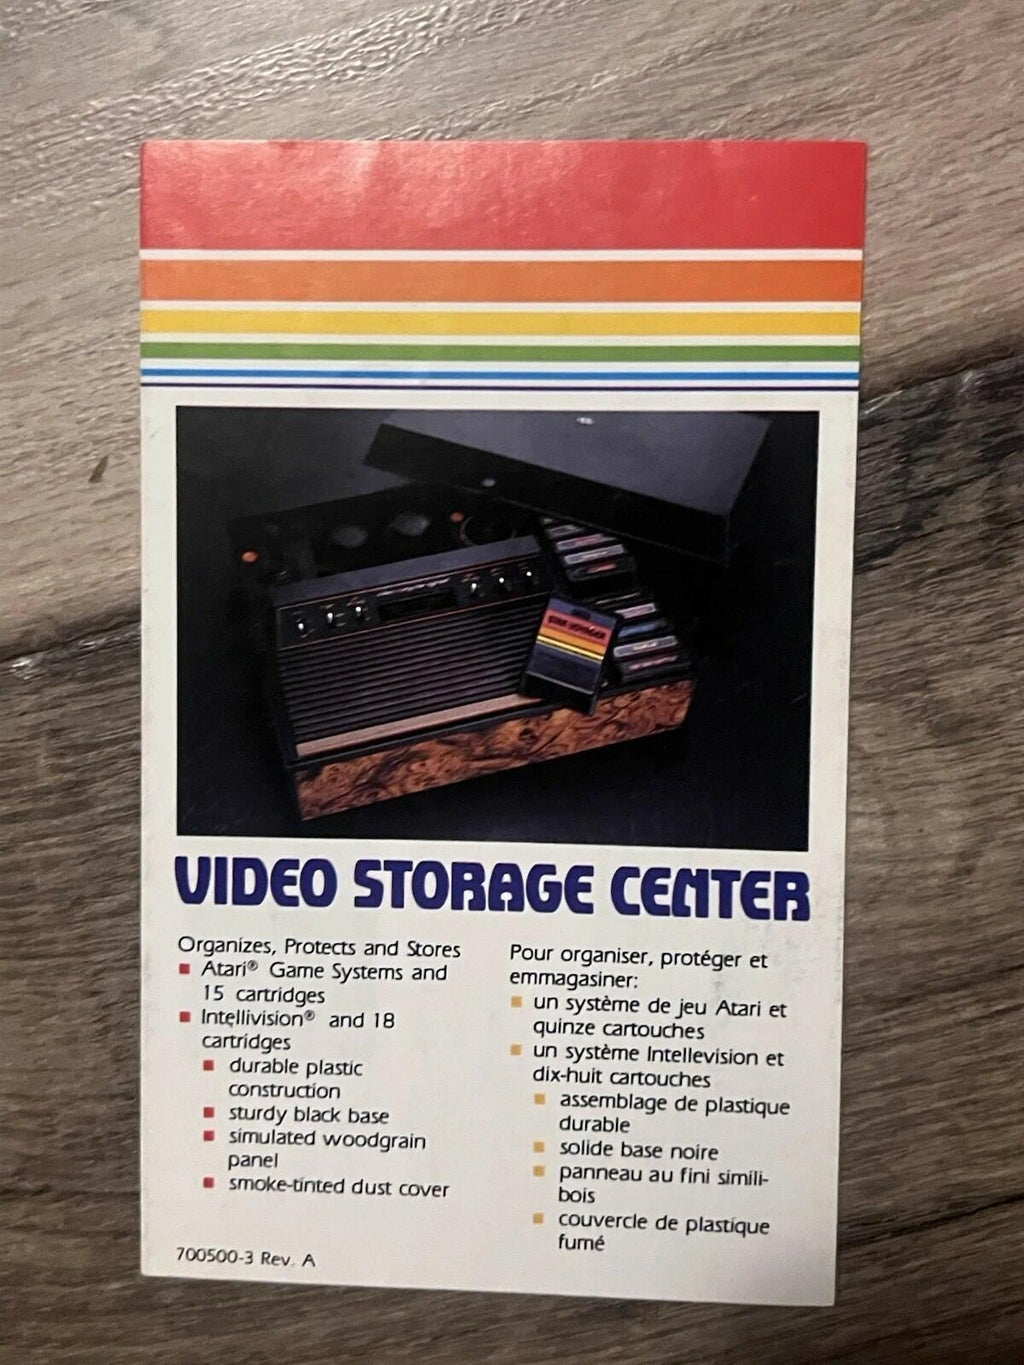 STAR VOYAGER
VIDEO STORAGE CENTER
Organizes, Protects and Stores
Atari® Game Systems and
15 cartridges
Intellivision® and 18
cartridges
durable plastic
construction
sturdy black base
simulated woodgrain
panel
smoke-tinted dust cover
700500-3 Rev. A
Pour organiser, protéger et
emmagasiner:
un système de jeu Atari et
quinze cartouches
un système Intellevision et
dix-huit cartouches
assemblage de plastique
durable
solide base noire
panneau au fini simili-
bois
couvercle de plastique
fumé